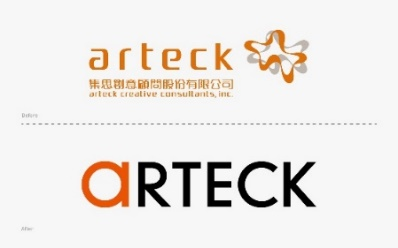 arteck
集思創意顧問股份有限公司
arteck creative consultants, inc.
Before
aRTECK
After